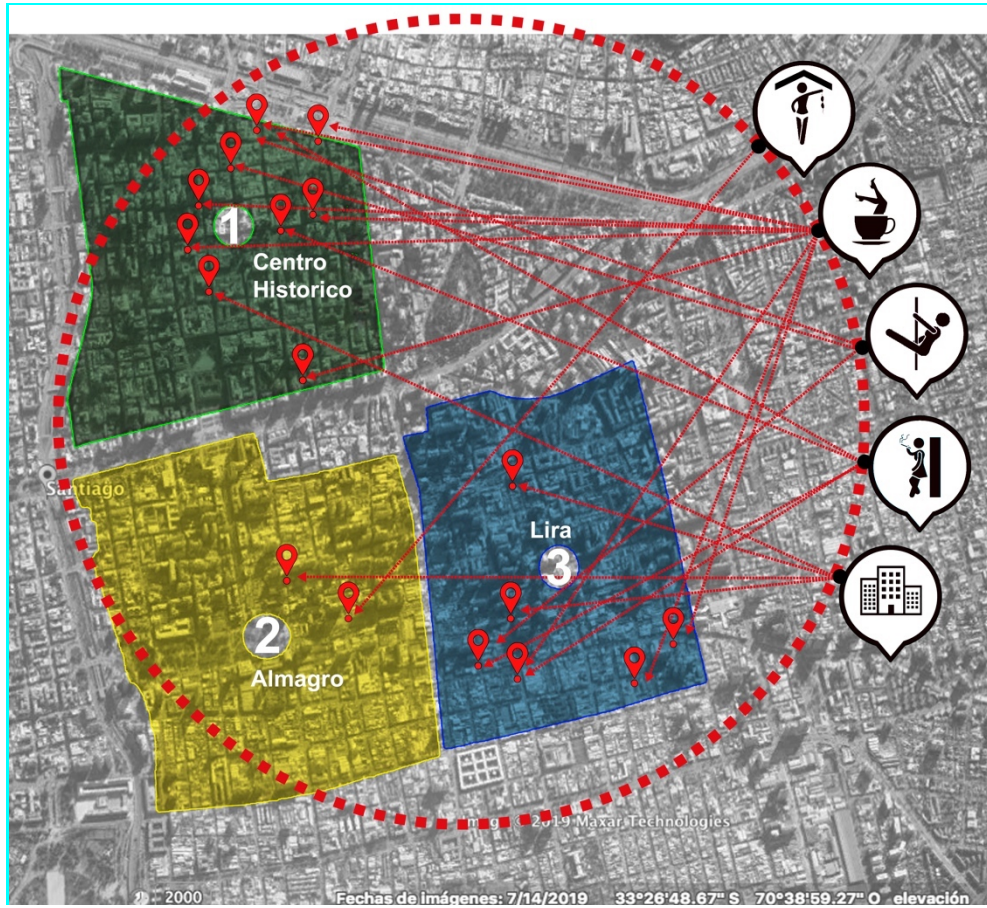 1
Centro
Historico
Santiago
Lira
3
2
Almagro
© 2019 Maxar Technologies
2000
Fechas de imágenes: 7/14/2019 33°26'48.67" S 70°38'59.27" O elevación